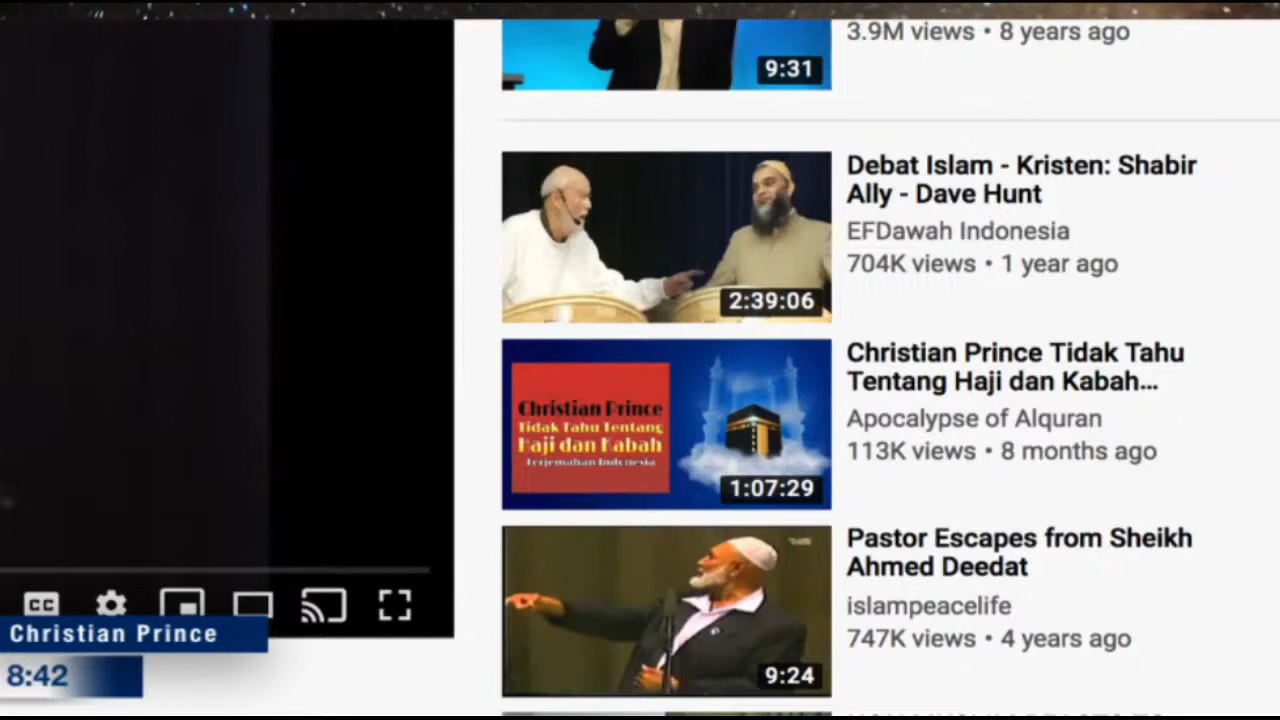 3.9M views • 8 years ago
9:31
Debat Islam - Kristen: Shabir
Ally - Dave Hunt
EFDawah Indonesia
704K views • 1 year ago
2:39:06
Christian Prince Tidak Tahu
Tentang Haji dan Kabah...
Apocalypse of Alquran
113K views • 8 months ago
Christian Prince
Tidak Tahu Tentang
Haji dan Kabah
Terjemahan Indonesia
1:07:29
Pastor Escapes from Sheikh
Ahmed Deedat
islampeacelife
747K views • 4 years ago
9:24
CC
Christian Prince
8:42